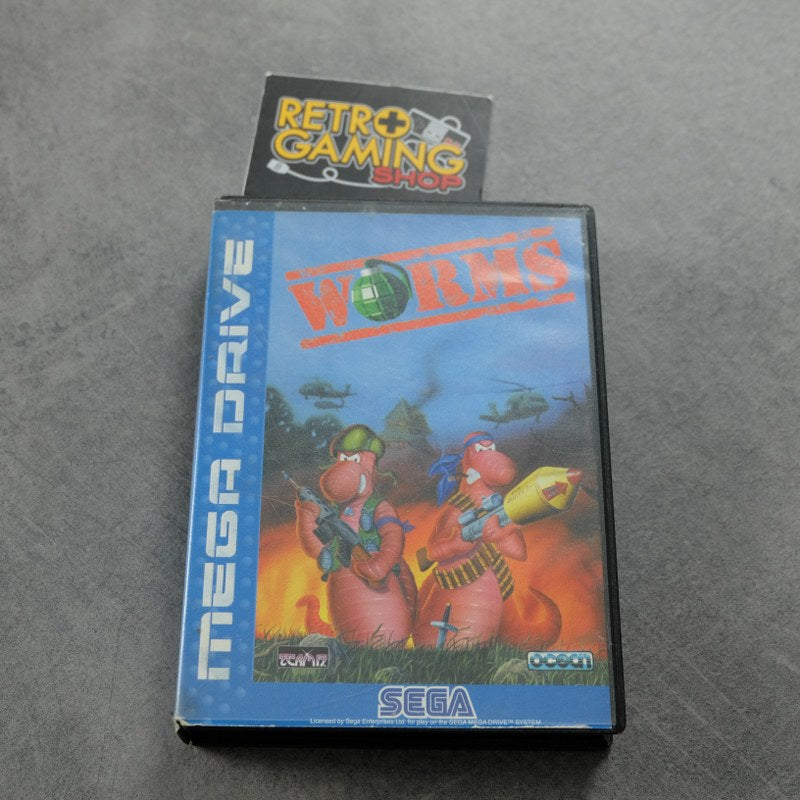 RETRO
GAMING
SHOP
MEGA DRIVE
WORMS
TEAM17
ocean
SEGA
Licensed by Sega Enterprises Ltd. for play on the SEGA MEGA DRIVE™ SYSTEM.